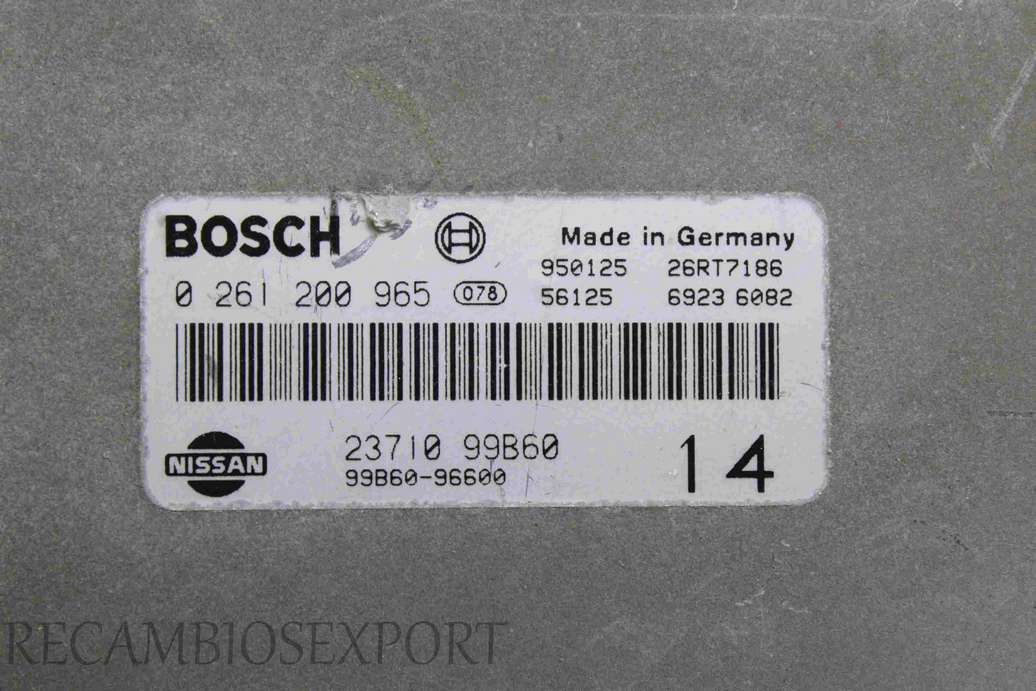 BOSCH
Made in Germany
950125 26RT7186
0 261 200 965 078 56125 6923 6082
NISSAN
23710 99B60
99B60-96600
14
RECAMBIOSEXPORT